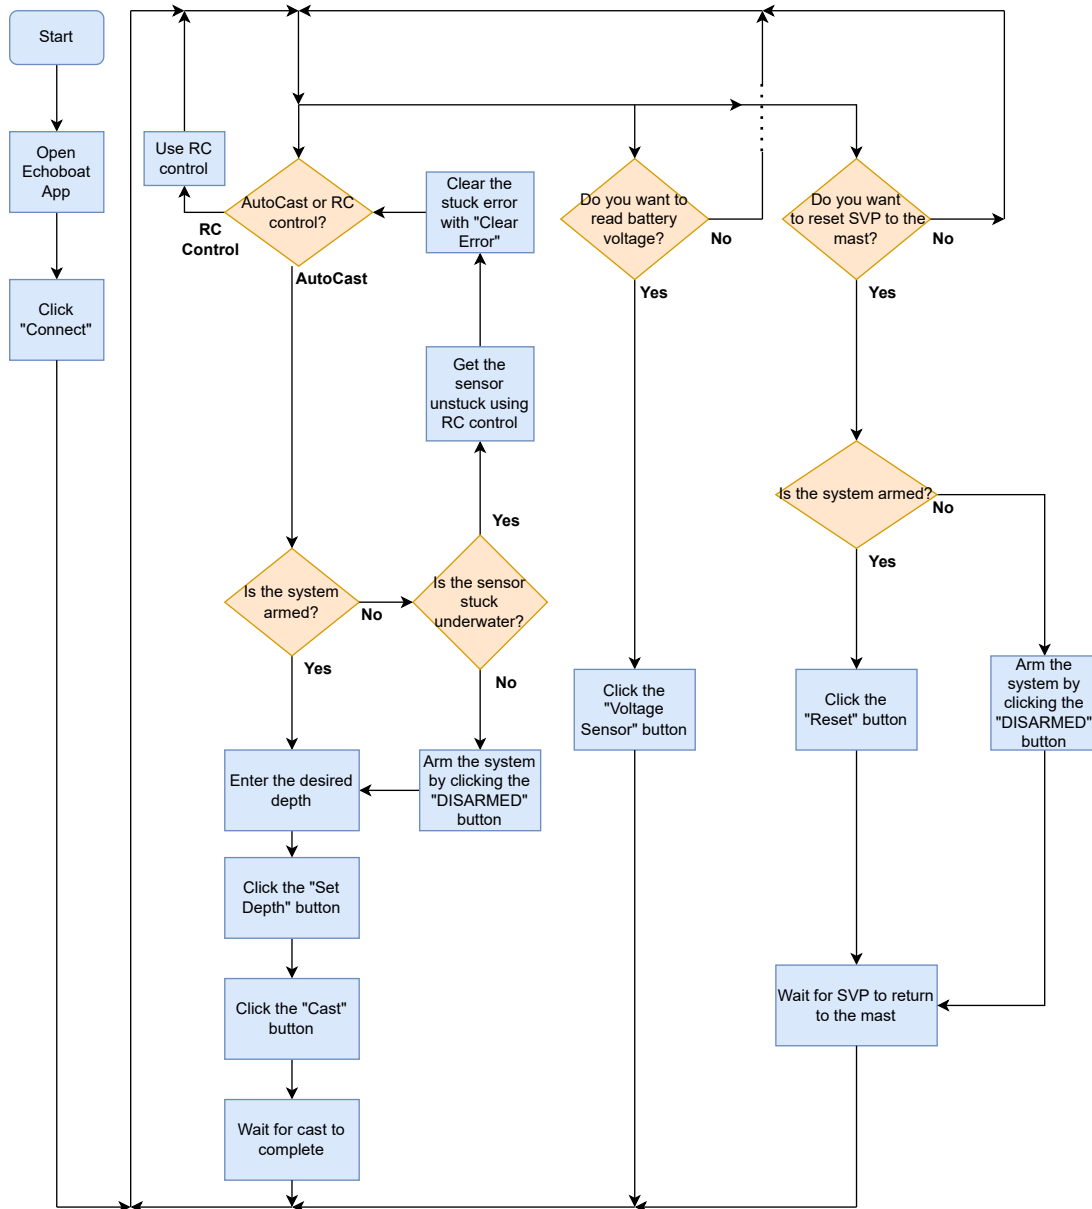 Start
Open
Echoboat
App
Click
"Connect"
Use RC
control
AutoCast or RC
control?
RC
Control
AutoCast
Clear the
stuck error
with "Clear
Error"
Get the
sensor
unstuck using
RC control
Yes
Is the system
armed?
No
Is the sensor
stuck
underwater?
Yes
No
Enter the desired
depth
Arm the system
by clicking the
"DISARMED"
button
Click the "Set
Depth" button
Click the "Cast"
button
Wait for cast to
complete
Do you want to
read battery
voltage?
No
Yes
Click the
"Voltage
Sensor" button
Do you want
to reset SVP to the
mast?
No
Yes
Is the system armed?
No
Yes
Click the
"Reset" button
Arm the
system by
clicking the
"DISARMED"
button
Wait for SVP to return
to the mast